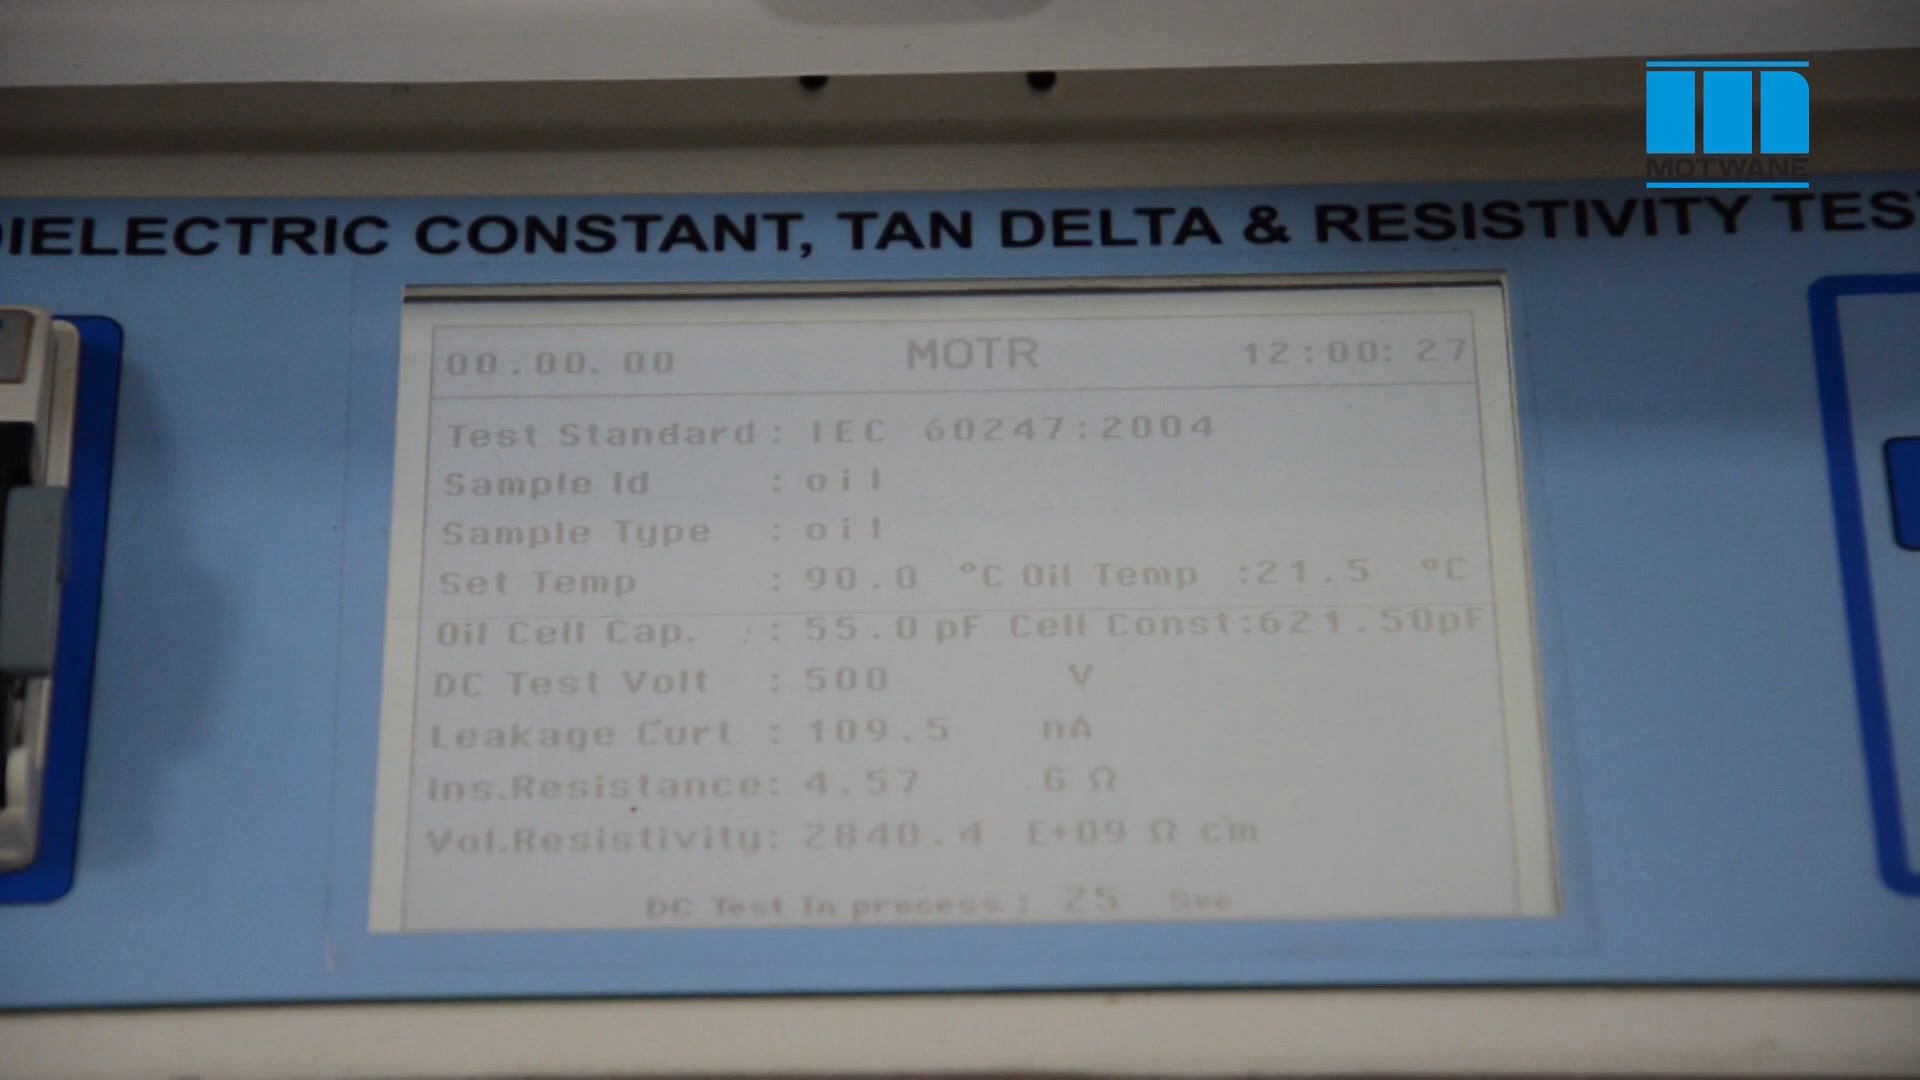 MOTWANE
DIELECTRIC CONSTANT, TAN DELTA & RESISTIVITY TES
00.00.00 MOTR 12:00:27
Test Standard: IEC 60247:2004
Sample Id : oil
Sample Type : oil
Set Temp : 90.0 °C Oil Temp :21.5 °C
Oil Cell Cap. : 55.0 pF Cell Const:621.50pF
DC Test Volt : 500 V
Leakage Curt : 109.5 nA
Ins.Resistance: 4.57 G Ω
Vol.Resistivity: 2840.4 E+09 Ω cm
DC Test In process: 25 Sec